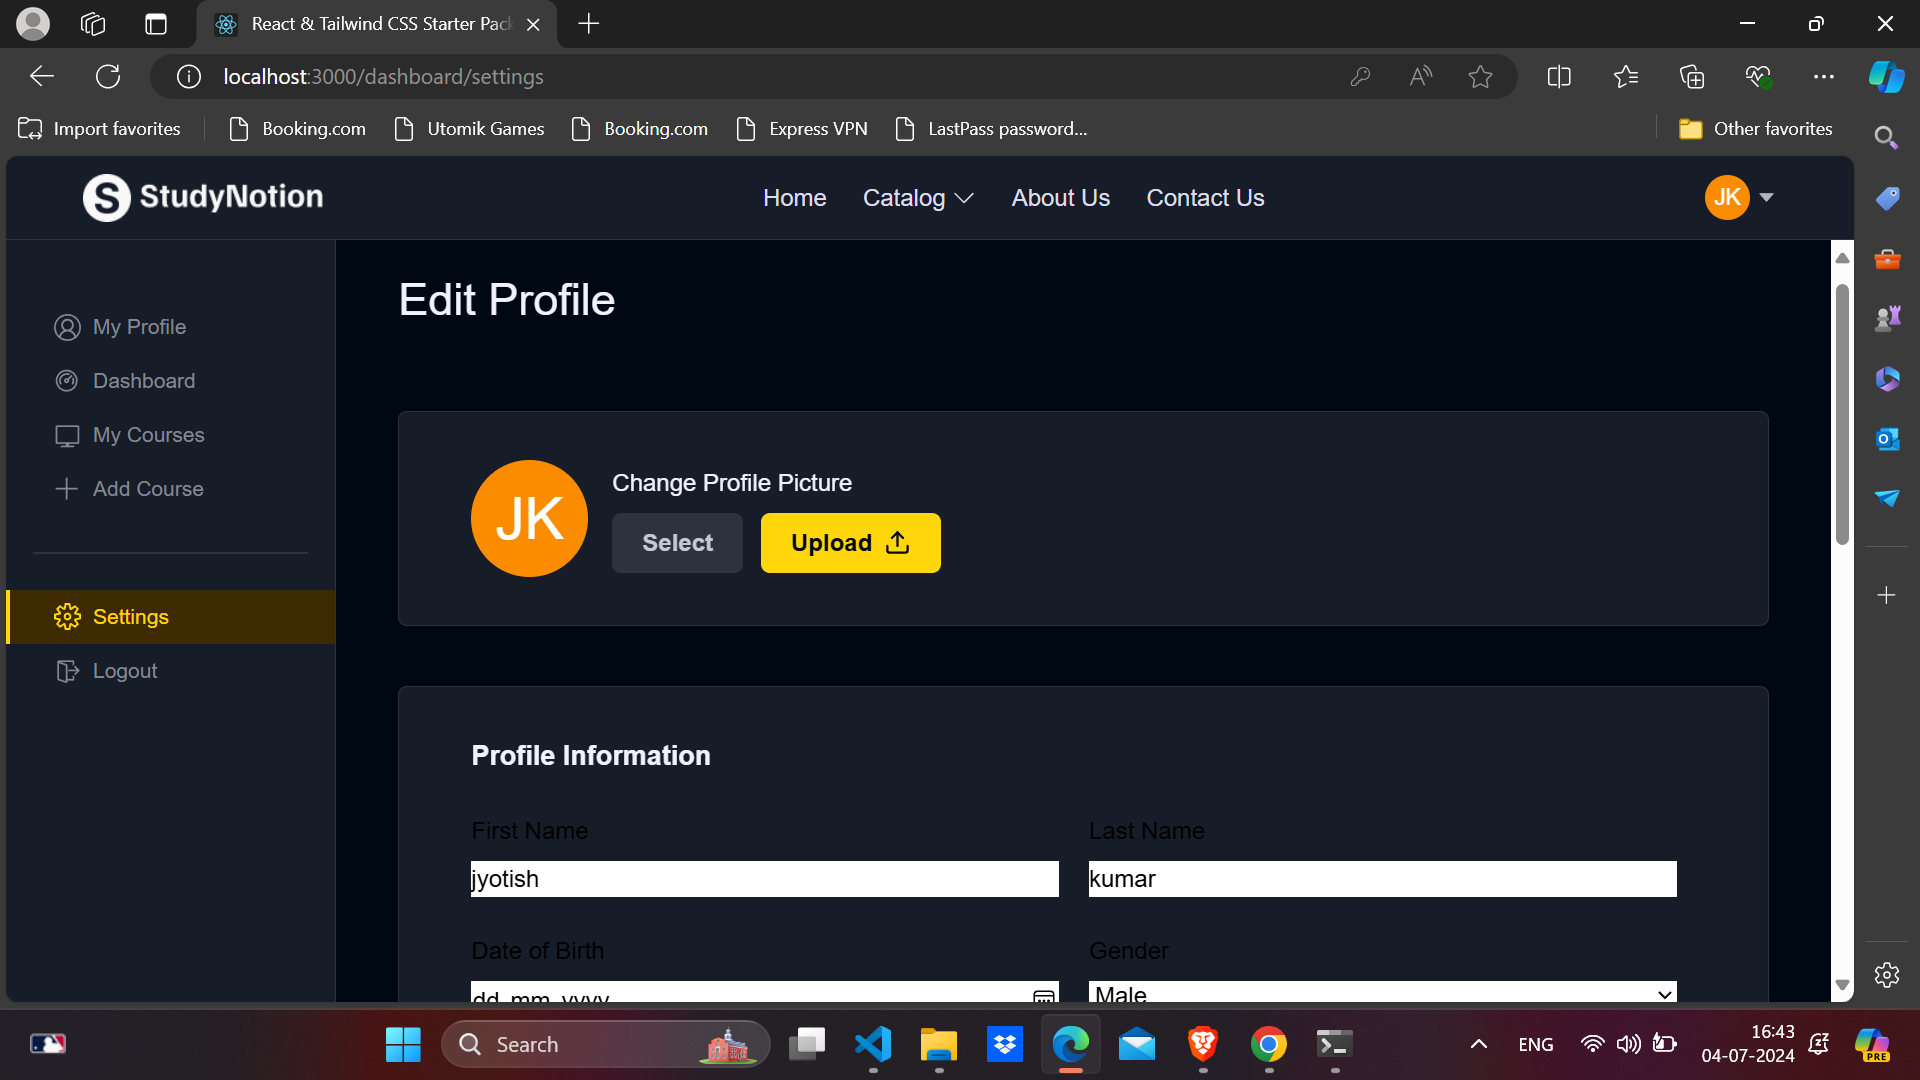 React & Tailwind CSS Starter Pac
localhost:3000/dashboard/settings
Import favorites
Booking.com
Utomik Games
Booking.com
Express VPN
LastPass password...
Other favorites
S StudyNotion
Home
Catalog
About Us
Contact Us
JK
My Profile
Dashboard
My Courses
Add Course
Settings
Logout
Edit Profile
JK
Change Profile Picture
Select
Upload
Profile Information
First Name
Last Name
jyotish
kumar
Date of Birth
Gender
dd-mm-yyyy
Male
Search
ENG
16:43
04-07-2024
PRE